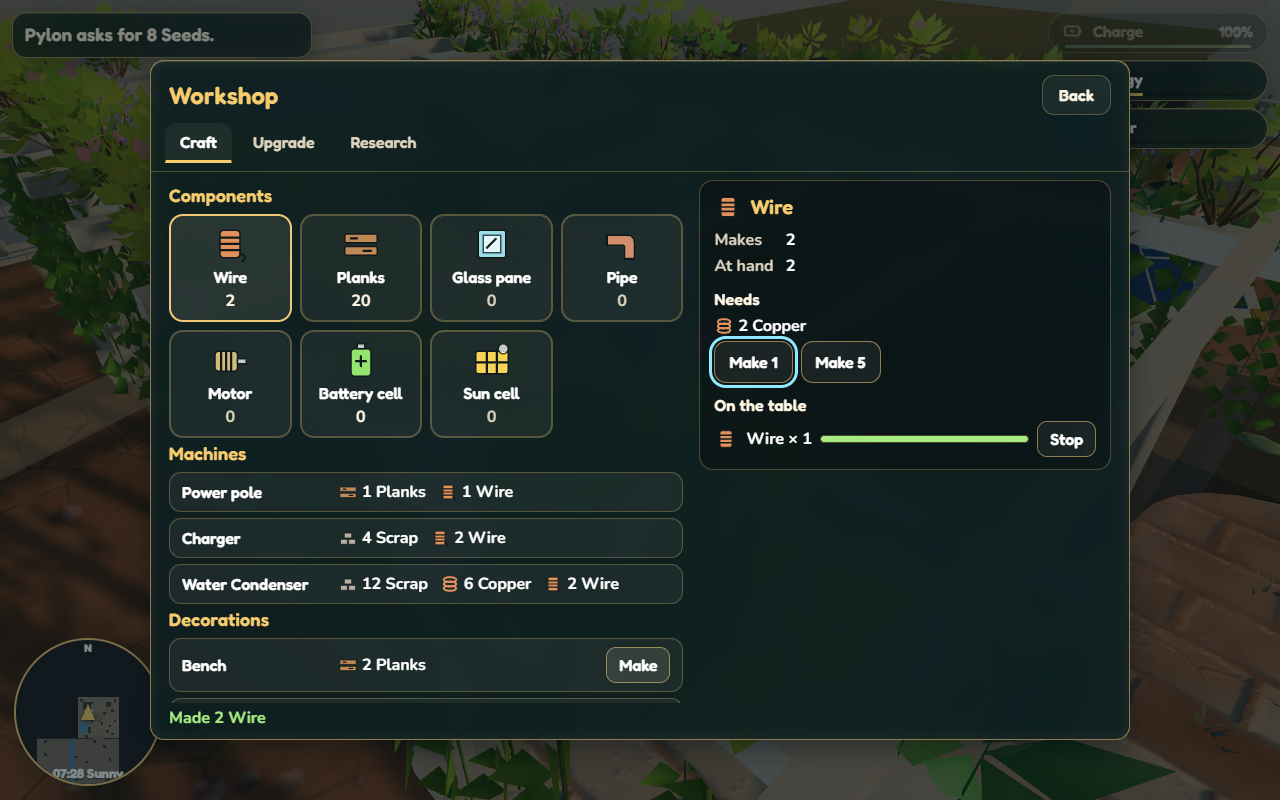 Pylon asks for 8 Seeds.
Charge 100%
gy
r
Workshop
Back
Craft Upgrade Research
Components
Wire
2
Planks
20
Glass pane
0
Pipe
0
Motor
0
Battery cell
0
Sun cell
0
Machines
Power pole 1 Planks 1 Wire
Charger 4 Scrap 2 Wire
Water Condenser 12 Scrap 6 Copper 2 Wire
Decorations
Bench 2 Planks Make
Made 2 Wire
Wire
Makes 2
At hand 2
Needs
2 Copper
Make 1 Make 5
On the table
Wire × 1 Stop
N
07:28 Sunny